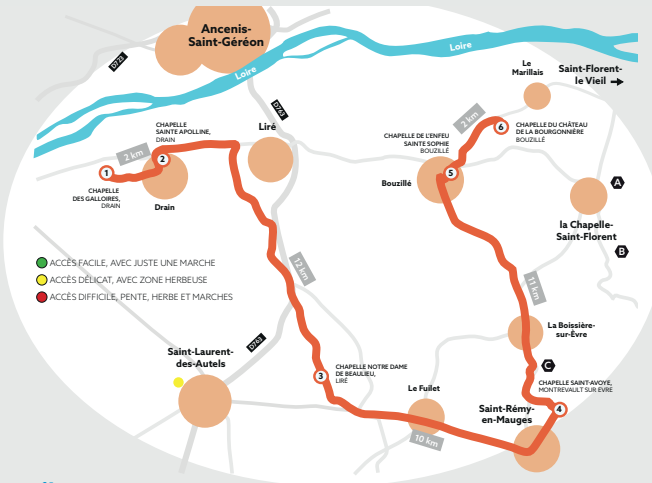 Ancenis-
Saint-Géréon
D723
Loire
Loire
Le
Marillais
Saint-Florent-
le Vieil
D763
Liré
CHAPELLE
SAINTE APOLLINE,
DRAIN
2 km
1
2
CHAPELLE
DES GALLOIRES,
DRAIN
Drain
2 km
6
CHAPELLE DU CHÂTEAU
DE LA BOURGONNIÈRE
BOUZILLÉ
CHAPELLE DE L'ENFEU
SAINTE SOPHIE
BOUZILLÉ
5
Bouzillé
A
la Chapelle-
Saint-Florent
B
ACCÈS FACILE, AVEC JUSTE UNE MARCHE
ACCÈS DÉLICAT, AVEC ZONE HERBEUSE
ACCÈS DIFFICILE, PENTE, HERBE ET MARCHES
12 km
11 km
La Boissière-
sur-Èvre
D763
Saint-Laurent-
des-Autels
C
3
CHAPELLE NOTRE DAME
DE BEAULIEU,
LIRÉ
CHAPELLE SAINT-AVOYE,
MONTREVAULT SUR EVRE
4
Le Fuilet
10 km
Saint-Rémy-
en-Mauges